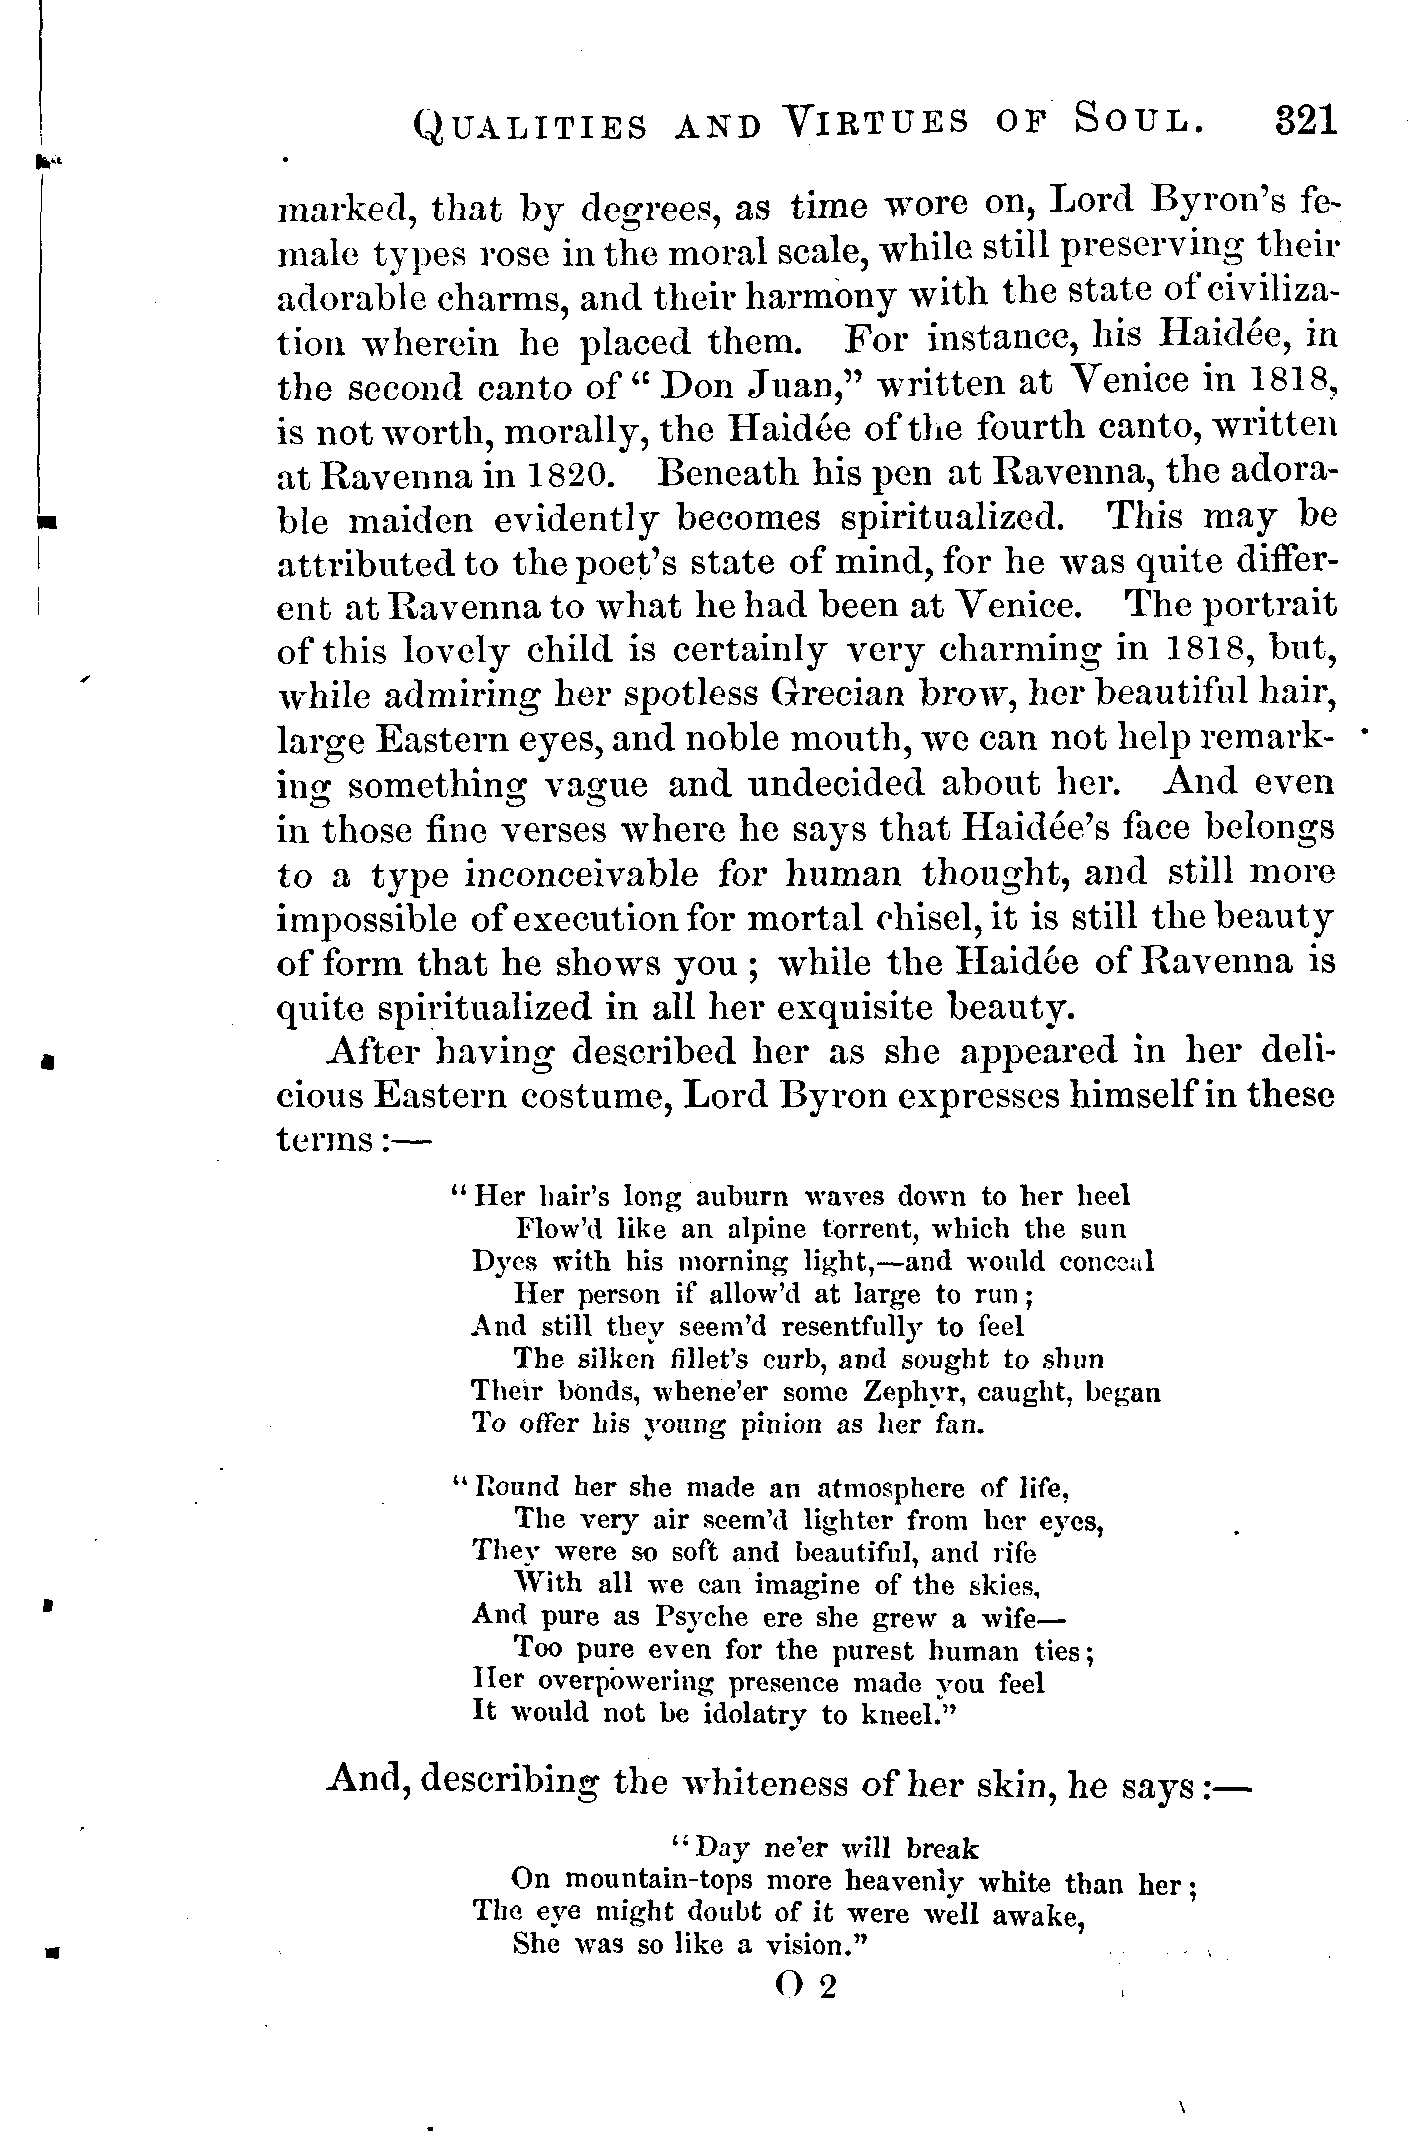 QUALITIES AND VIRTUES OF SOUL. 321
marked, that by degrees, as time wore on, Lord Byron's fe-
male types rose in the moral scale, while still preserving their
adorable charms, and their harmony with the state of civiliza-
tion wherein he placed them. For instance, his Haidée, in
the second canto of "Don Juan," written at Venice in 1818,
is not worth, morally, the Haidée of the fourth canto, written
at Ravenna in 1820. Beneath his pen at Ravenna, the adora-
ble maiden evidently becomes spiritualized. This may be
attributed to the poet's state of mind, for he was quite differ-
ent at Ravenna to what he had been at Venice. The portrait
of this lovely child is certainly very charming in 1818, but,
while admiring her spotless Grecian brow, her beautiful hair,
large Eastern eyes, and noble mouth, we can not help remark-
ing something vague and undecided about her. And even
in those fine verses where he says that Haidée's face belongs
to a type inconceivable for human thought, and still more
impossible of execution for mortal chisel, it is still the beauty
of form that he shows you; while the Haidée of Ravenna is
quite spiritualized in all her exquisite beauty.
After having described her as she appeared in her deli-
cious Eastern costume, Lord Byron expresses himself in these
terms:—
"Her hair's long auburn waves down to her heel
Flow'd like an alpine torrent, which the sun
Dyes with his morning light,—and would conceal
Her person if allow'd at large to run;
And still they seem'd resentfully to feel
The silken fillet's curb, and sought to shun
Their bonds, whene'er some Zephyr, caught, began
To offer his young pinion as her fan.
"Round her she made an atmosphere of life,
The very air seem'd lighter from her eyes,
They were so soft and beautiful, and rife
With all we can imagine of the skies,
And pure as Psyche ere she grew a wife—
Too pure even for the purest human ties;
Her overpowering presence made you feel
It would not be idolatry to kneel."
And, describing the whiteness of her skin, he says:—
"Day ne'er will break
On mountain-tops more heavenly white than her;
The eye might doubt of it were well awake,
She was so like a vision."
O 2